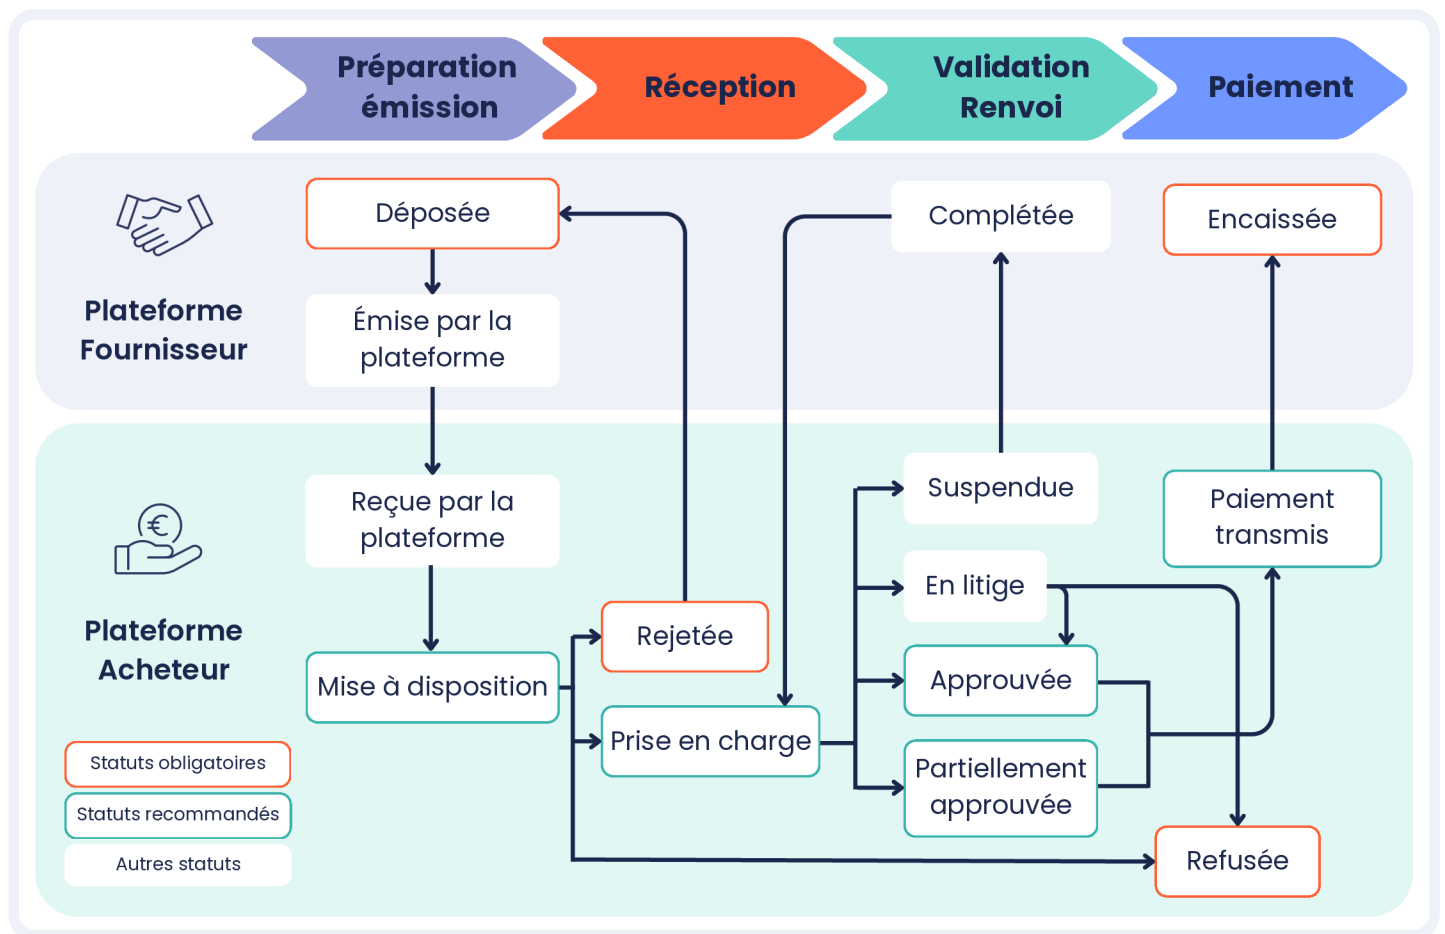 Préparation
émission
Réception
Validation
Renvoi
Paiement
Plateforme
Fournisseur
Déposée
Émise par la
plateforme
Complétée
Encaissée
Plateforme
Acheteur
Reçue par la
plateforme
Mise à disposition
Rejetée
Prise en charge
Suspendue
En litige
Approuvée
Partiellement
approuvée
Paiement
transmis
Refusée
Statuts obligatoires
Statuts recommandés
Autres statuts